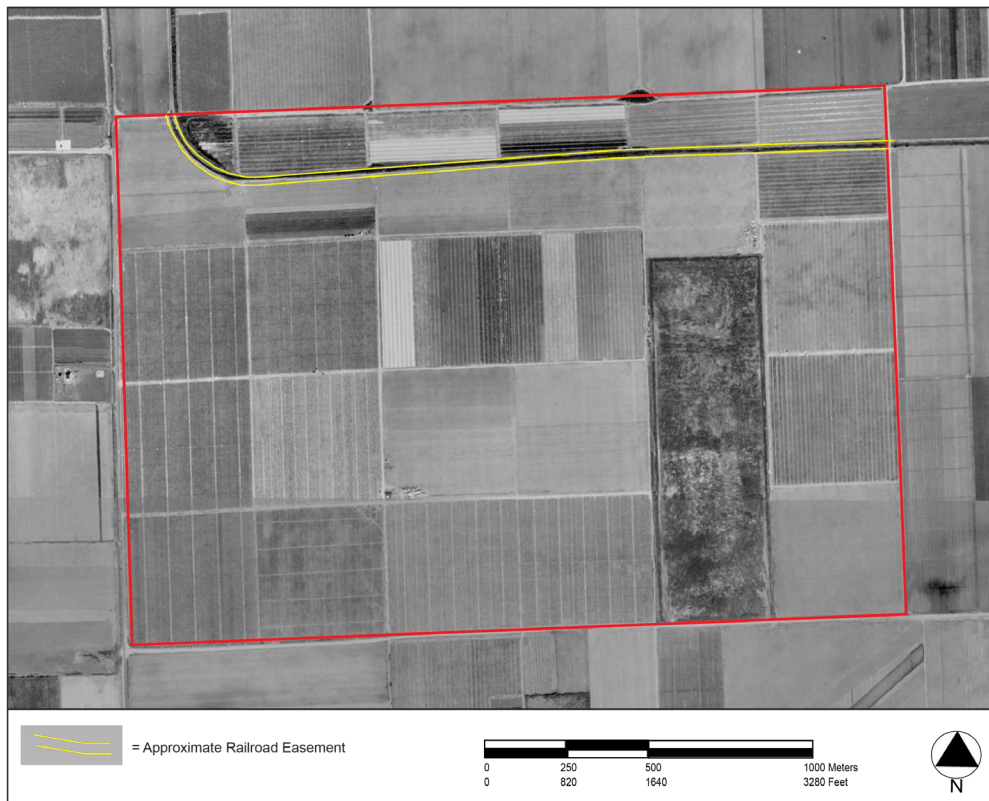 = Approximate Railroad Easement
0 250 500 1000 Meters
0 820 1640 3280 Feet
N